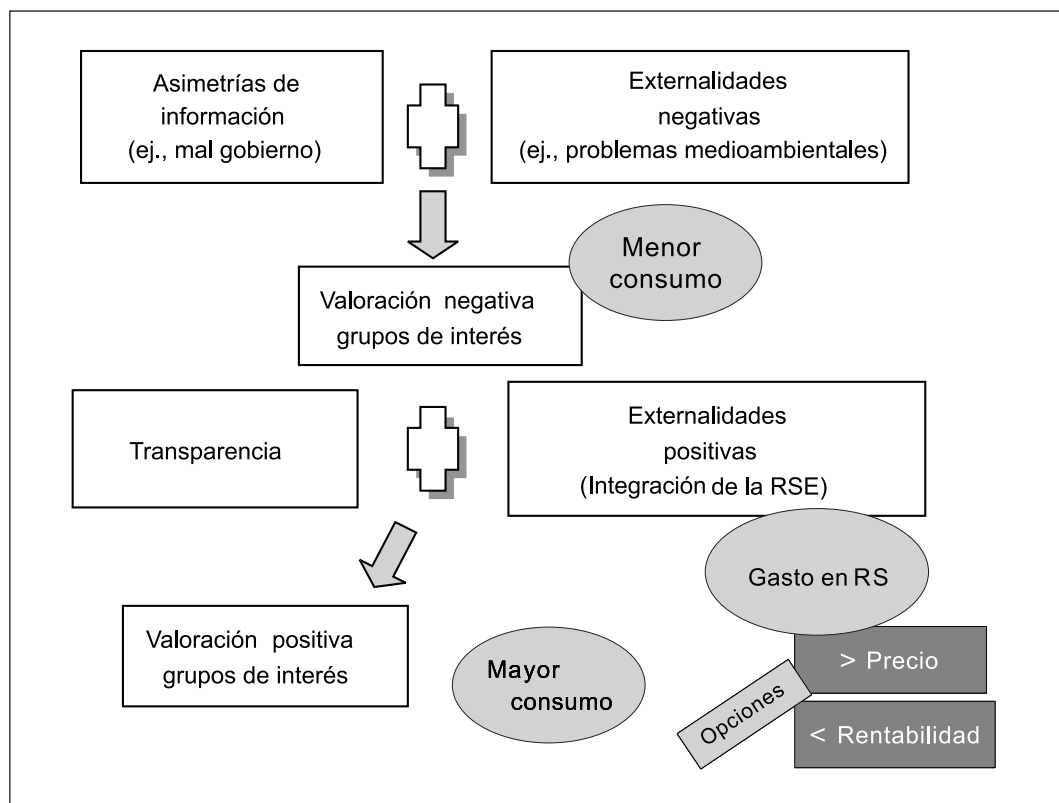 Asimetrías de
información
(ej., mal gobierno)
Externalidades
negativas
(ej., problemas medioambientales)
Menor
consumo
Valoración negativa
grupos de interés
Transparencia
Externalidades
positivas
(Integración de la RSE)
Gasto en RS
Valoración positiva
grupos de interés
Mayor
consumo
Opciones
> Precio
< Rentabilidad